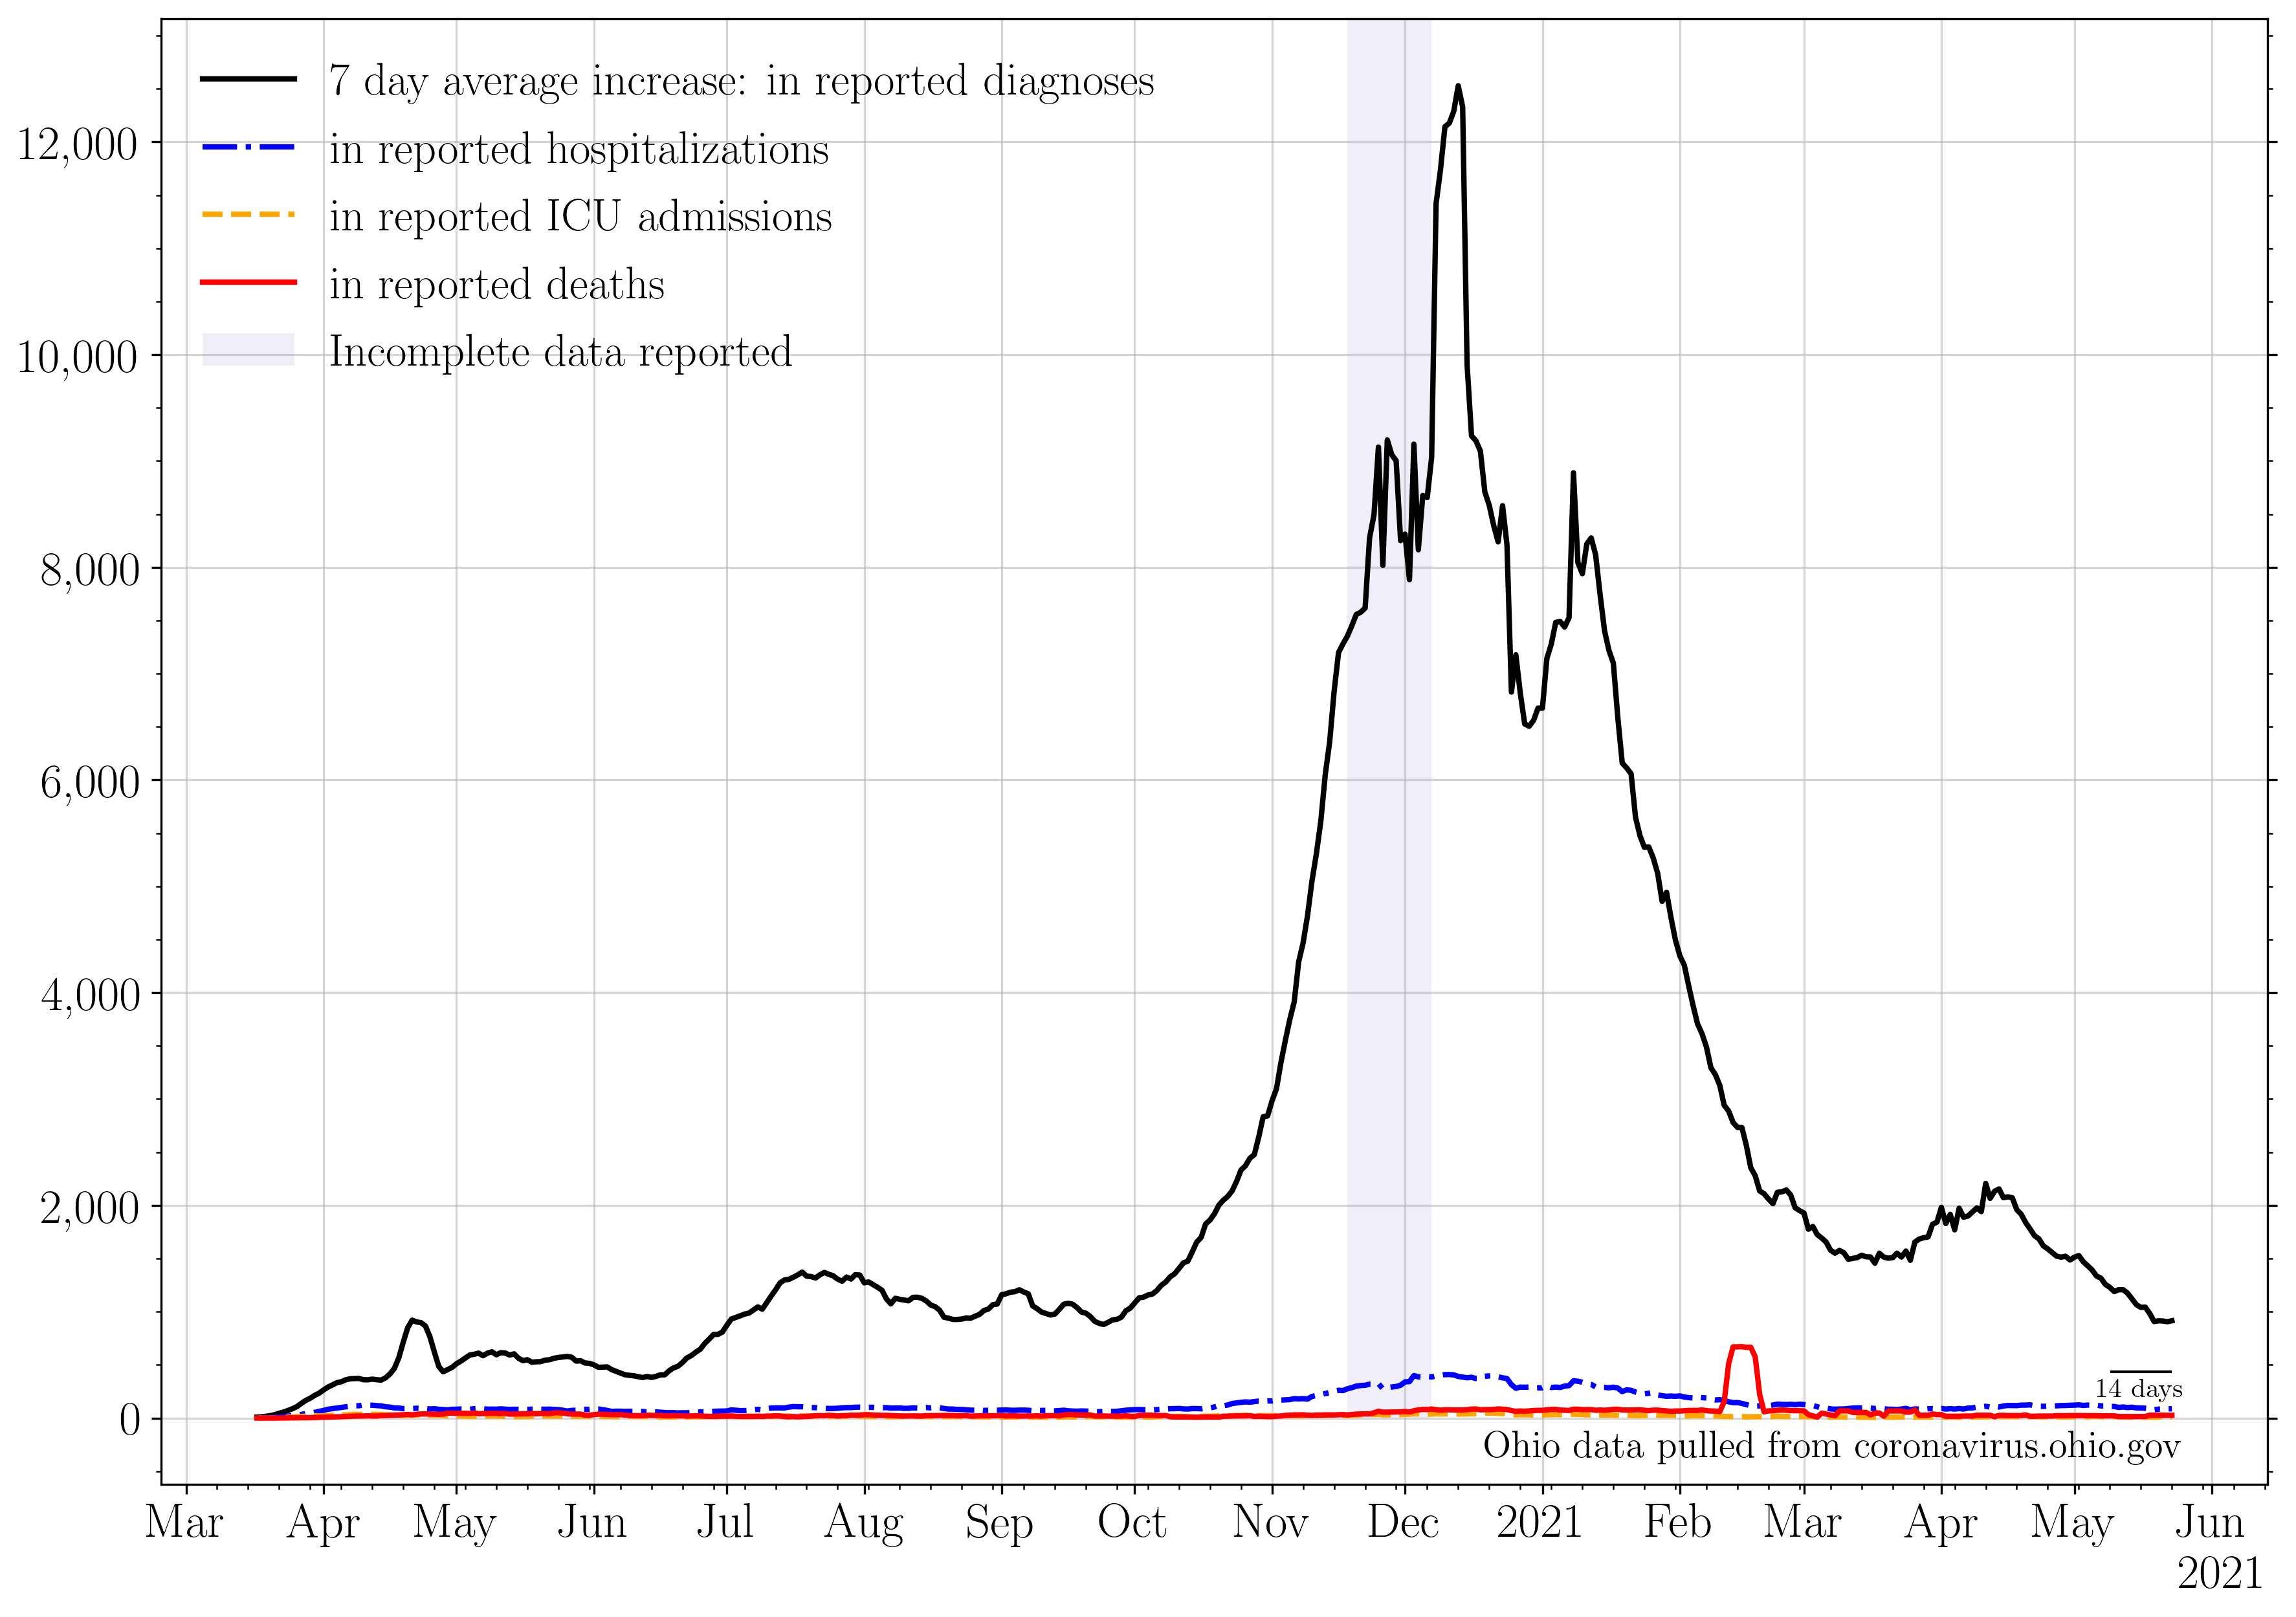 7 day average increase: in reported diagnoses
in reported hospitalizations
in reported ICU admissions
in reported deaths
Incomplete data reported
12,000
10,000
8,000
6,000
4,000
2,000
0
14 days
Ohio data pulled from coronavirus.ohio.gov
Mar Apr May Jun Jul Aug Sep Oct Nov Dec 2021 Feb Mar Apr May Jun
2021